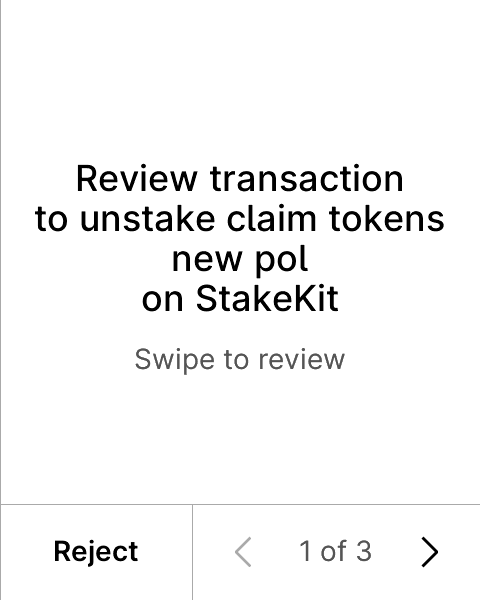 Review transaction
to unstake claim tokens
new pol
on StakeKit
Swipe to review
Reject
1 of 3